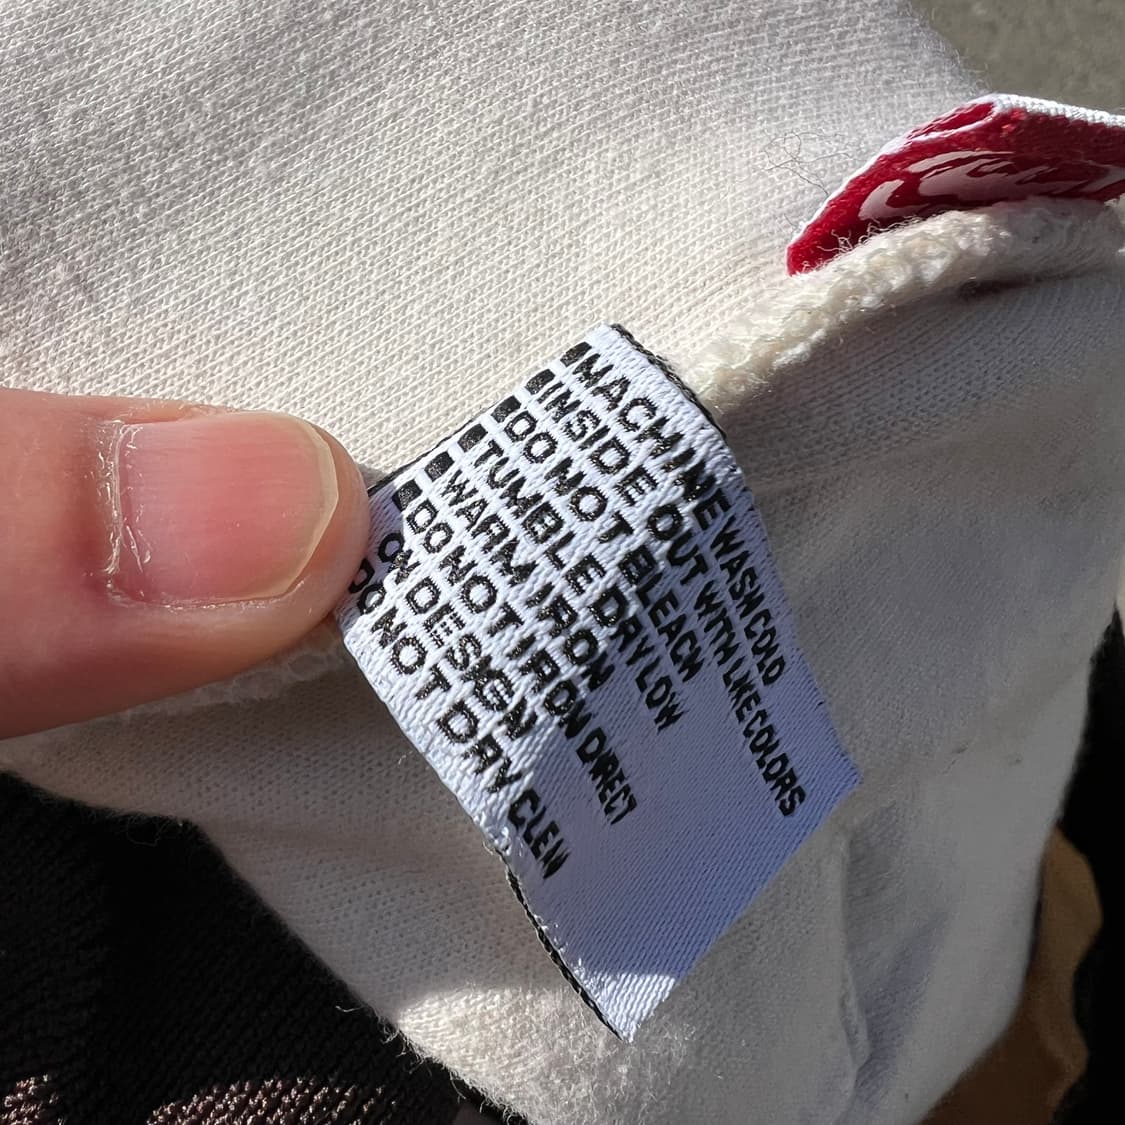 MACHINE WASH COLD
INSIDE OUT WITH LIKE COLORS
DO NOT BLEACH
TUMBLE DRY LOW
WARM IRON
DO NOT IRON DIRECT
ON DESIGN
DO NOT DRY CLEN